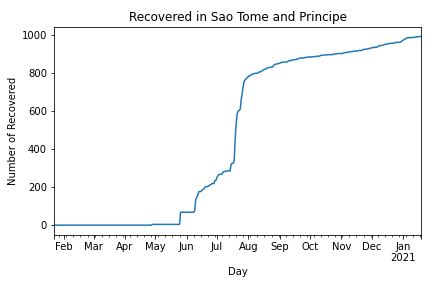 Recovered in Sao Tome and Principe
Number of Recovered
1000
800
600
400
200
0
Feb Mar Apr May Jun Jul Aug Sep Oct Nov Dec Jan
2021
Day